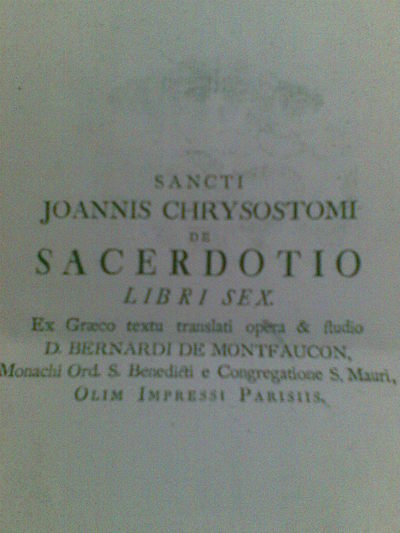 SANCTI
JOANNIS CHRYSOSTOMI
DE
SACERDOTIO
LIBRI SEX.
Ex Græco textu translati operâ & ſtudio
D. BERNARDI DE MONTFAUCON,
Monachi Ord. S. Benedicti e Congregatione S. Mauri,
OLIM IMPRESSI PARISIIS.